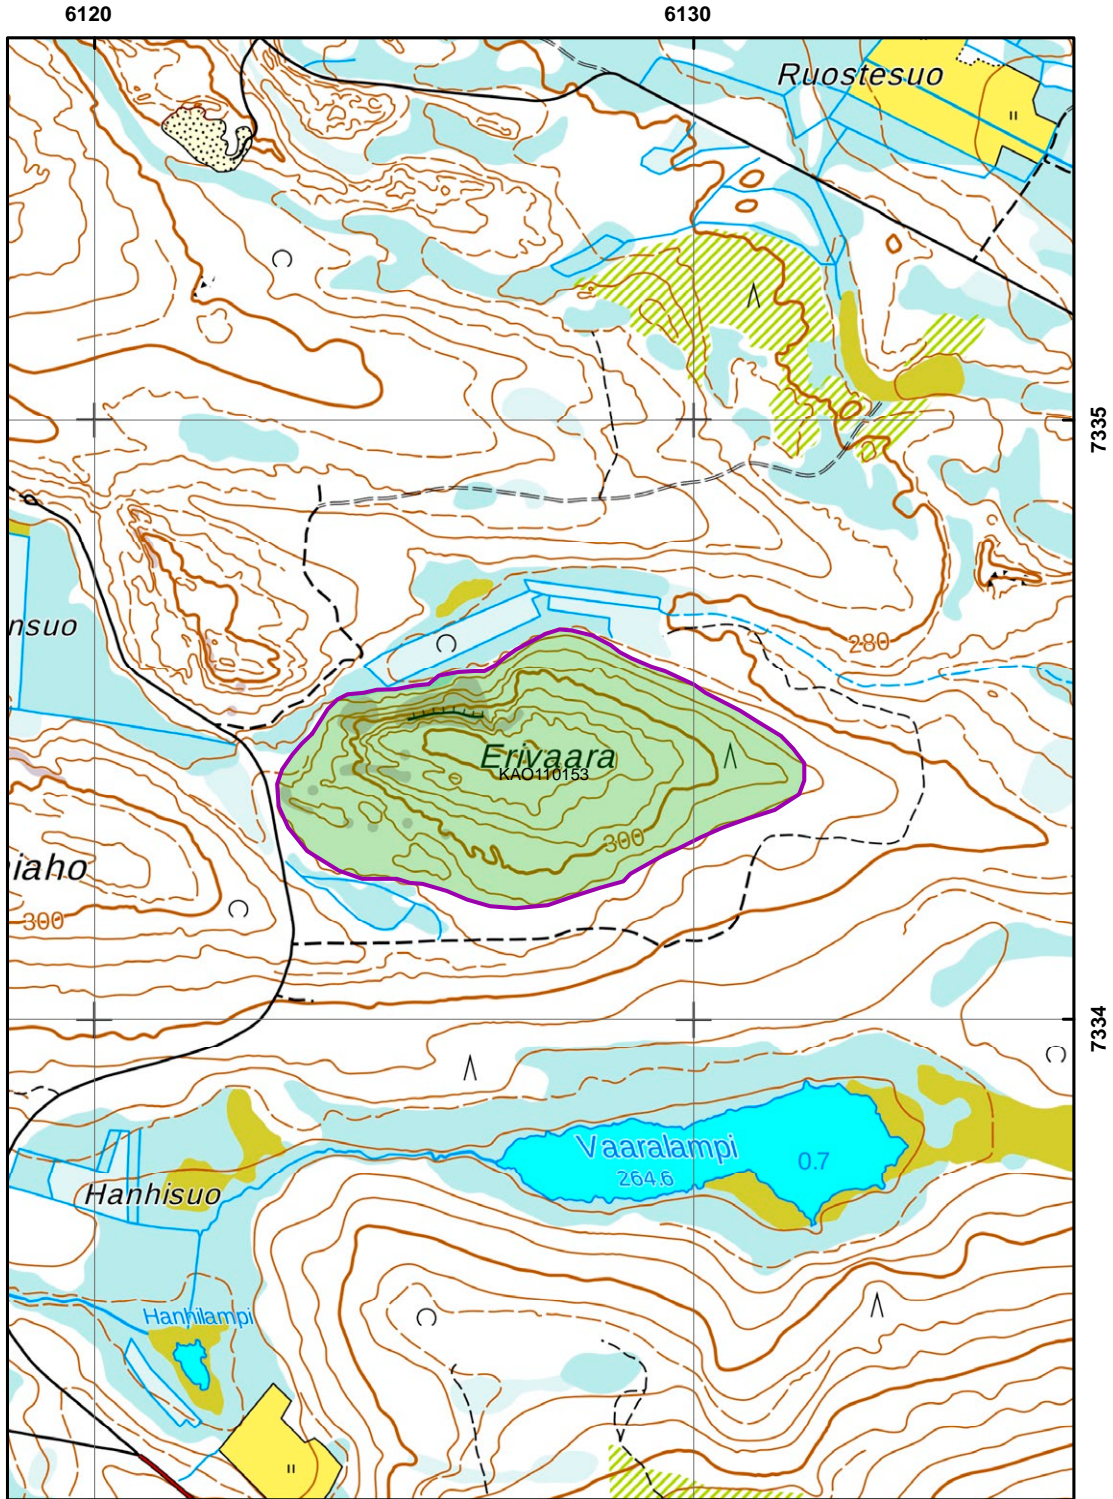 6120
6130
Ruostesuo
7335
nsuo
280
Erivaara
KAO110153
300
iaho
300
7334
Vaaralampi
0.7
264.6
Hanhisuo
Hanhilampi